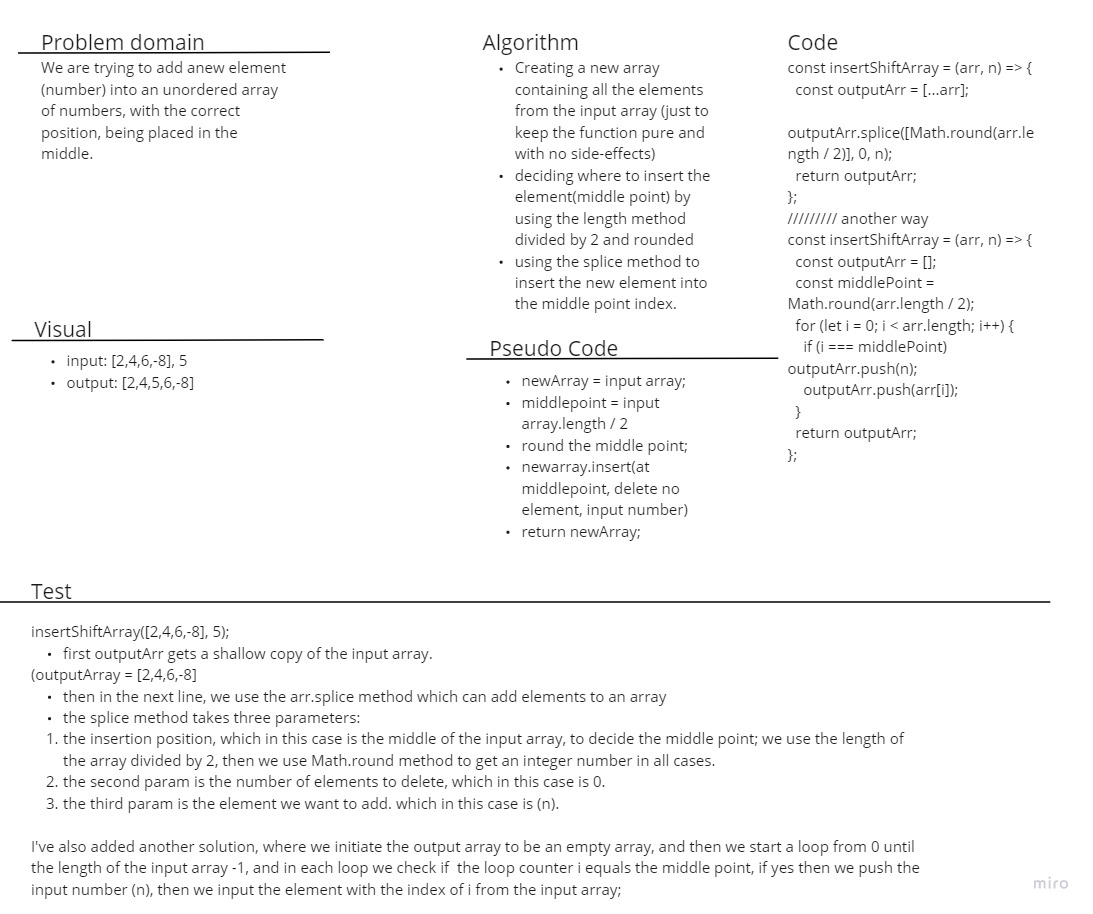 Problem domain
We are trying to add anew element
(number) into an unordered array
of numbers, with the correct
position, being placed in the
middle.
Visual
• input: [2,4,6,-8], 5
• output: [2,4,5,6,-8]
Algorithm
• Creating a new array
containing all the elements
from the input array (just to
keep the function pure and
with no side-effects)
• deciding where to insert the
element(middle point) by
using the length method
divided by 2 and rounded
• using the splice method to
insert the new element into
the middle point index.
Pseudo Code
• newArray = input array;
• middlepoint = input
array.length / 2
• round the middle point;
• newarray.insert(at
middlepoint, delete no
element, input number)
• return newArray;
Code
const insertShiftArray = (arr, n) => {
const outputArr = [...arr];
outputArr.splice([Math.round(arr.le
ngth / 2)], 0, n);
return outputArr;
};
///////// another way
const insertShiftArray = (arr, n) => {
const outputArr = [];
const middlePoint =
Math.round(arr.length / 2);
for (let i = 0; i < arr.length; i++) {
if (i === middlePoint)
outputArr.push(n);
outputArr.push(arr[i]);
}
return outputArr;
};
Test
insertShiftArray([2,4,6,-8], 5);
• first outputArr gets a shallow copy of the input array.
(outputArray = [2,4,6,-8]
• then in the next line, we use the arr.splice method which can add elements to an array
• the splice method takes three parameters:
1. the insertion position, which in this case is the middle of the input array, to decide the middle point; we use the length of
the array divided by 2, then we use Math.round method to get an integer number in all cases.
2. the second param is the number of elements to delete, which in this case is 0.
3. the third param is the element we want to add. which in this case is (n).
I've also added another solution, where we initiate the output array to be an empty array, and then we start a loop from 0 until
the length of the input array -1, and in each loop we check if the loop counter i equals the middle point, if yes then we push the
input number (n), then we input the element with the index of i from the input array;
miro